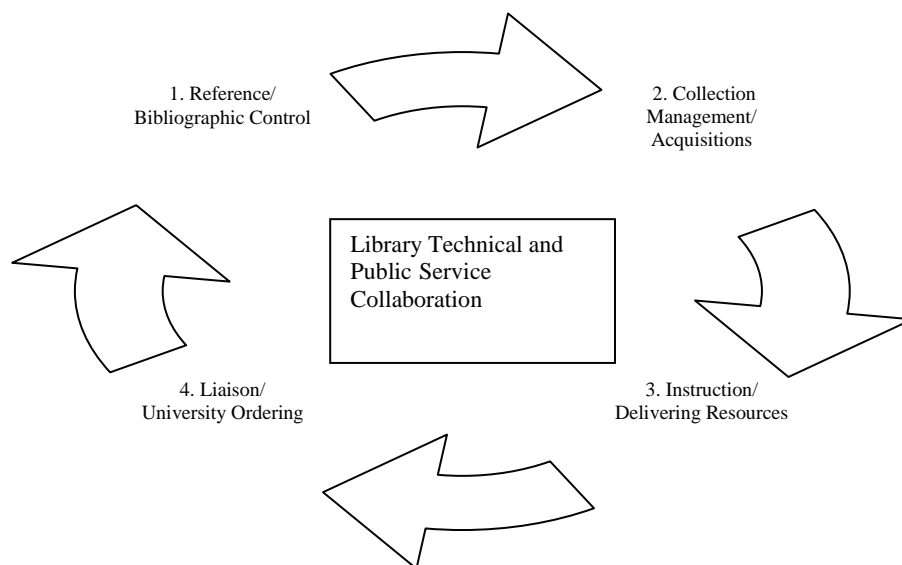 1. Reference/
Bibliographic Control
2. Collection
Management/
Acquisitions
Library Technical and
Public Service
Collaboration
3. Instruction/
Delivering Resources
4. Liaison/
University Ordering